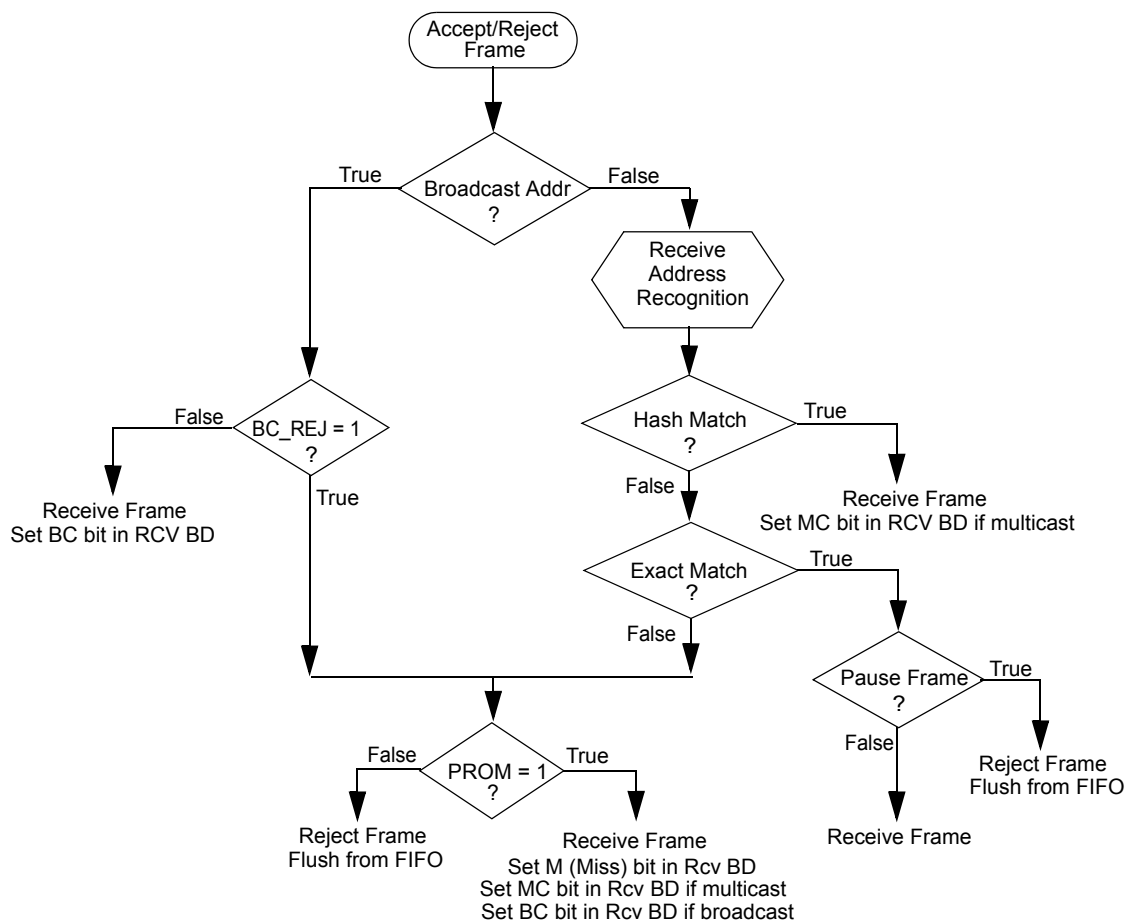 Accept/Reject
Frame
True
False
Broadcast Addr
?
Receive
Address
Recognition
False
BC_REJ = 1
?
True
Hash Match
?
True
False
Receive Frame
Set BC bit in RCV BD
Receive Frame
Set MC bit in RCV BD if multicast
Exact Match
?
True
False
Pause Frame
?
True
False
False
PROM = 1
?
True
Reject Frame
Flush from FIFO
Receive Frame
Reject Frame
Flush from FIFO
Receive Frame
Set M (Miss) bit in Rcv BD
Set MC bit in Rcv BD if multicast
Set BC bit in Rcv BD if broadcast